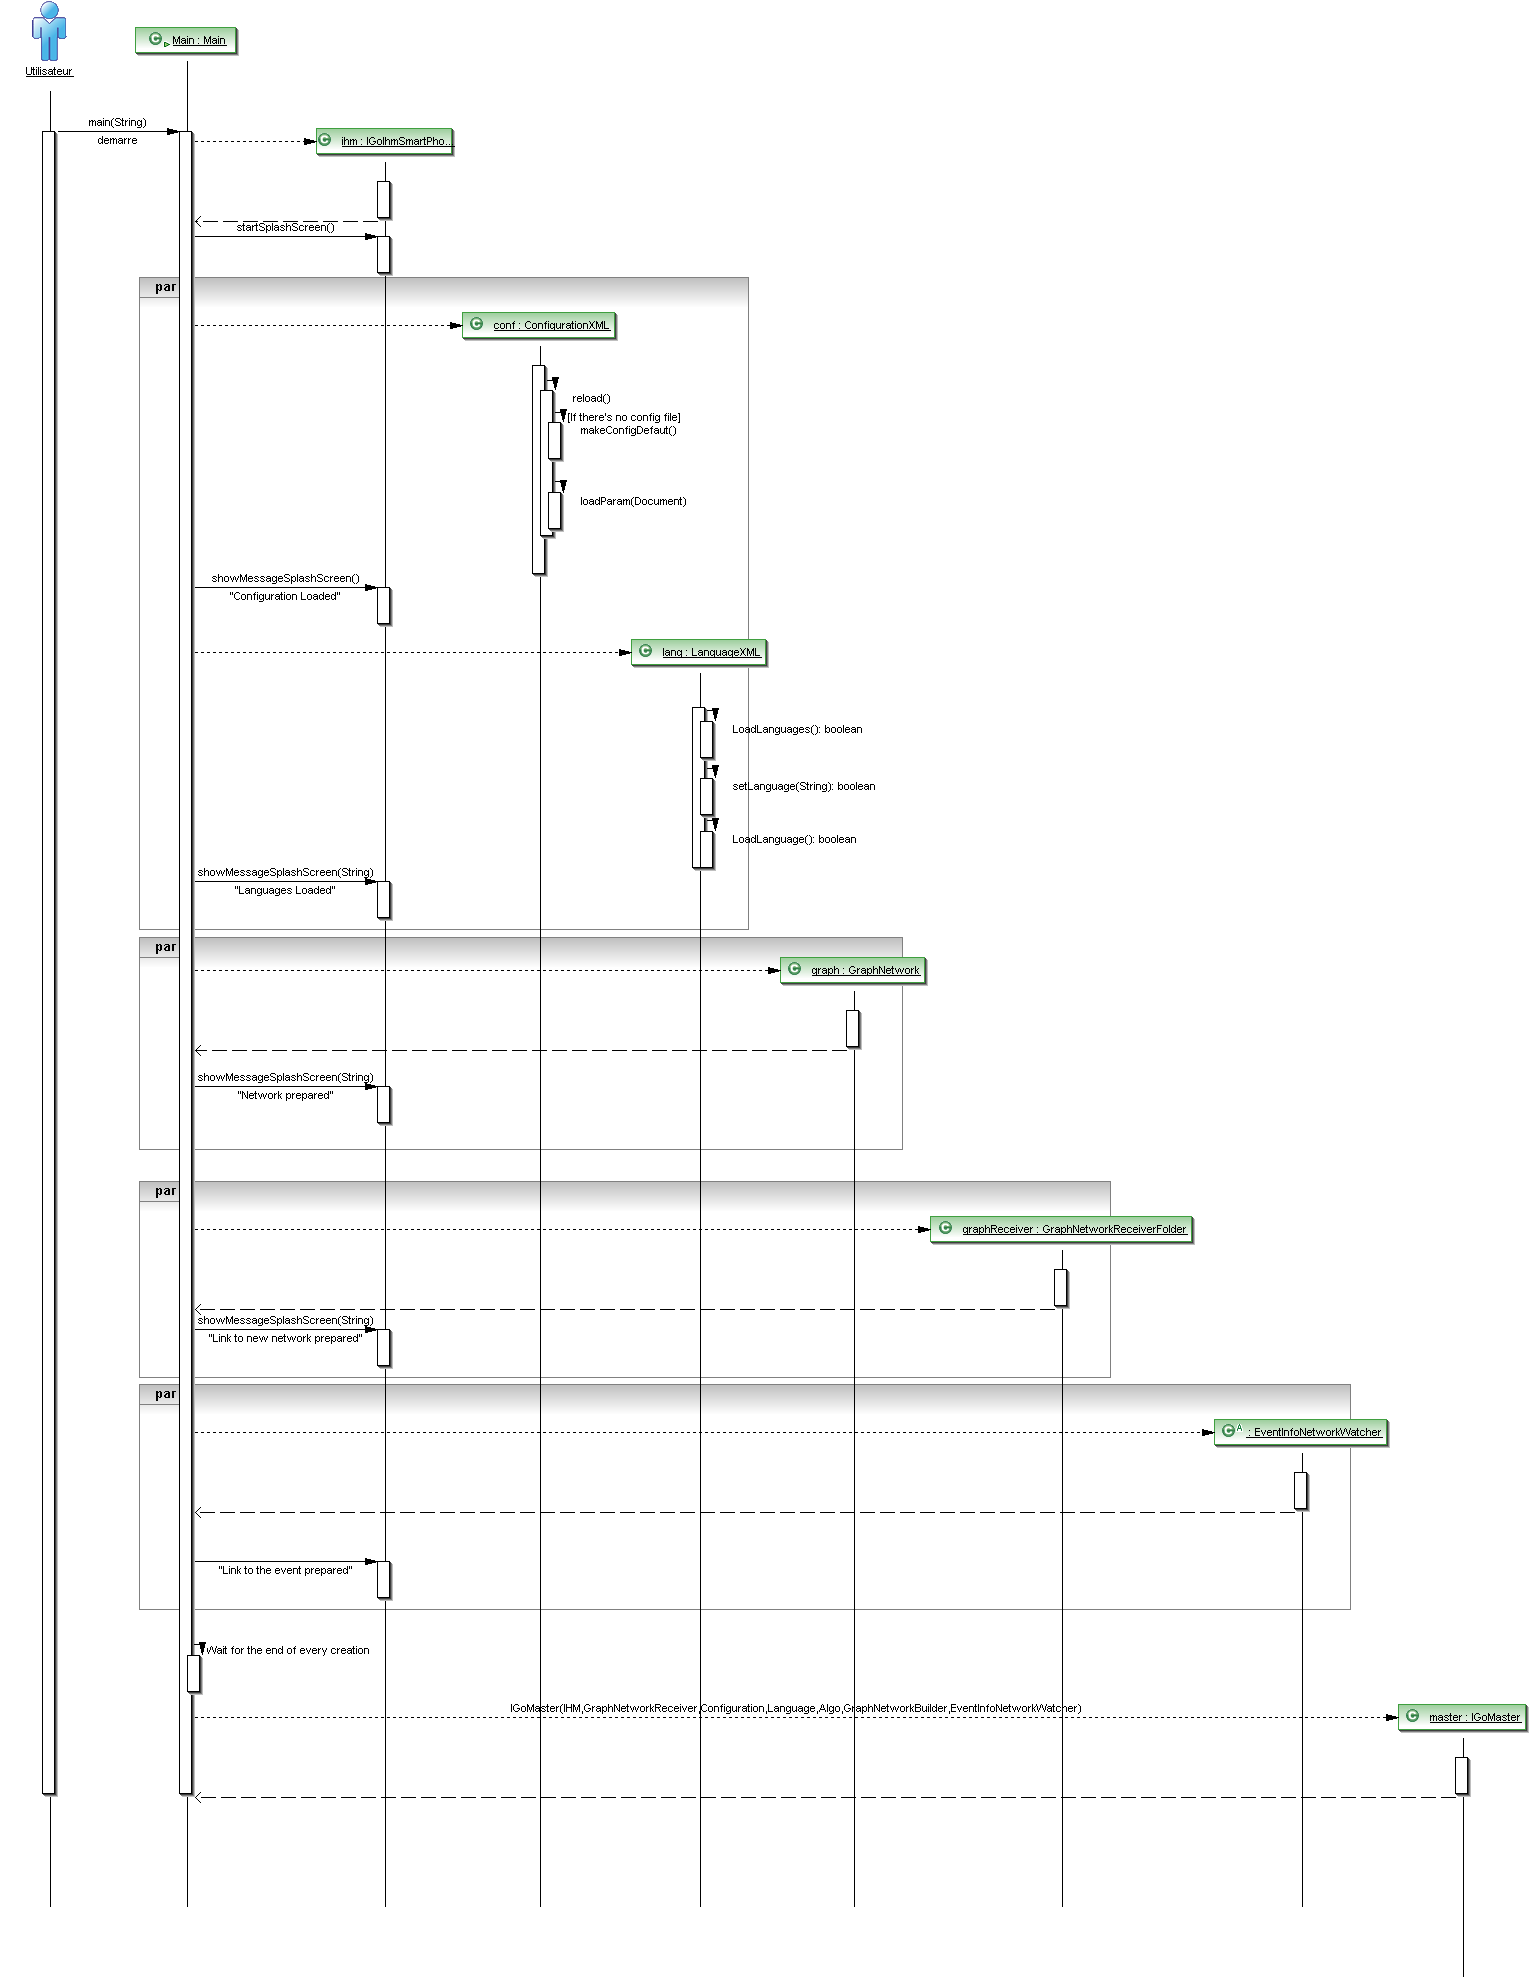 Utilisateur
Main : Main
main(String)
demarre
ihm : IGoIhmSmartPho...
startSplashScreen()
par
conf : ConfigurationXML
reload()
[If there's no config file]
makeConfigDefaut()
loadParam(Document)
showMessageSplashScreen()
"Configuration Loaded"
lang : LanguageXML
LoadLanguages(): boolean
setLanguage(String): boolean
LoadLanguage(): boolean
showMessageSplashScreen(String)
"Languages Loaded"
par
graph : GraphNetwork
showMessageSplashScreen(String)
"Network prepared"
par
graphReceiver : GraphNetworkReceiverFolder
showMessageSplashScreen(String)
"Link to new network prepared"
par
: EventInfoNetworkWatcher
"Link to the event prepared"
Wait for the end of every creation
IGoMaster(IHM,GraphNetworkReceiver,Configuration,Language,Algo,GraphNetworkBuilder,EventInfoNetworkWatcher)
master : IGoMaster